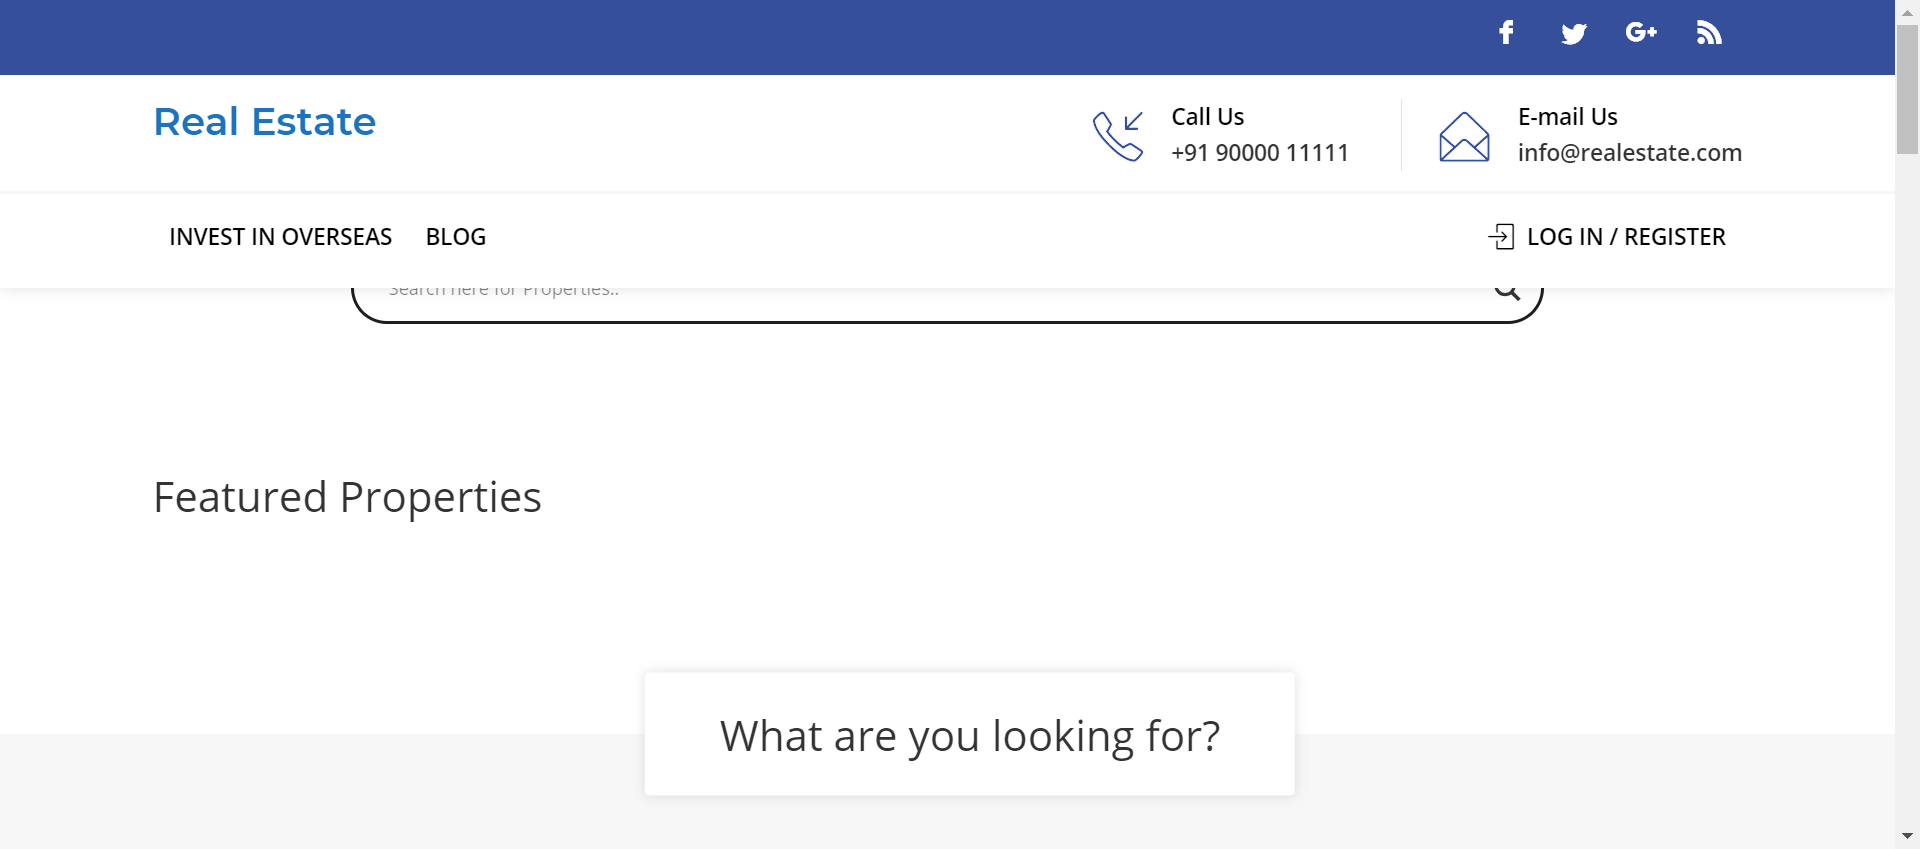 Real Estate
Call Us
+91 90000 11111
E-mail Us
info@realestate.com
INVEST IN OVERSEAS
BLOG
LOG IN / REGISTER
Search here for Properties..
Featured Properties
What are you looking for?